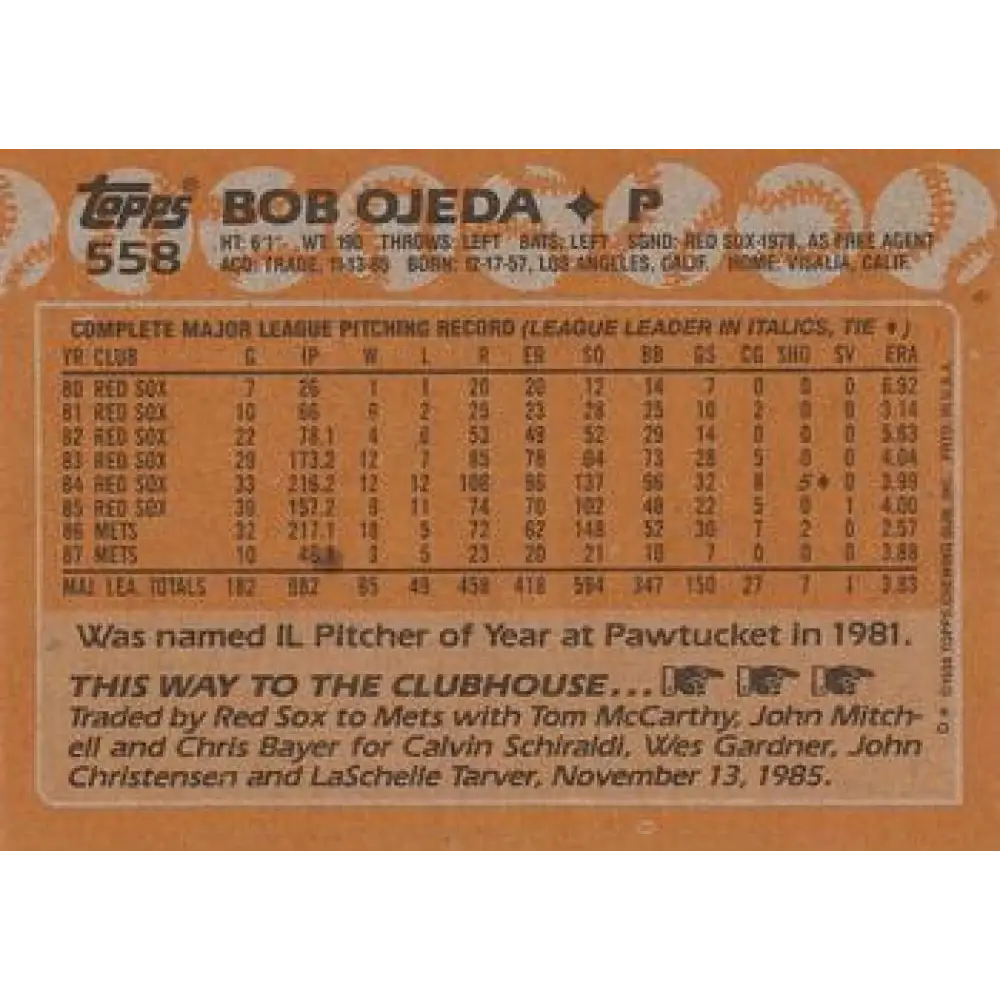 Topps® BOB OJEDA ♦ P
558 HT: 6'1" WT: 190 THROWS: LEFT BATS: LEFT SGND: RED SOX-1978, AS FREE AGENT
ACQ: TRADE, 11-13-85 BORN: 12-17-57, LOS ANGELES, CALIF. HOME: VISALIA, CALIF.
COMPLETE MAJOR LEAGUE PITCHING RECORD (LEAGUE LEADER IN ITALICS, TIE ♦)
YR CLUB G IP W L R ER SO BB GS CG SHO SV ERA
80 RED SOX 7 26 1 1 20 20 12 14 7 0 0 0 6.92
81 RED SOX 10 66 6 2 25 23 28 25 10 2 0 0 3.14
82 RED SOX 22 78.1 4 6 53 49 52 29 14 0 0 0 5.63
83 RED SOX 29 173.2 12 7 85 78 94 73 28 5 0 0 4.04
84 RED SOX 33 216.2 12 12 106 96 137 96 32 8 5♦ 0 3.99
85 RED SOX 39 157.2 9 11 74 70 102 48 22 5 0 1 4.00
86 METS 32 217.1 18 5 72 62 148 52 30 7 2 0 2.57
87 METS 10 3 5 23 20 21 10 7 0 0 0 3.88
MAJ. LEA. TOTALS 182 982 65 49 458 418 594 347 150 27 7 1 3.83
Was named IL Pitcher of Year at Pawtucket in 1981.
THIS WAY TO THE CLUBHOUSE...
Traded by Red Sox to Mets with Tom McCarthy, John Mitch-
ell and Chris Bayer for Calvin Schiraldi, Wes Gardner, John
Christensen and LaSchelle Tarver, November 13, 1985.
D* ©1988 TOPPS CHEWING GUM, INC. PRTD. IN U.S.A.